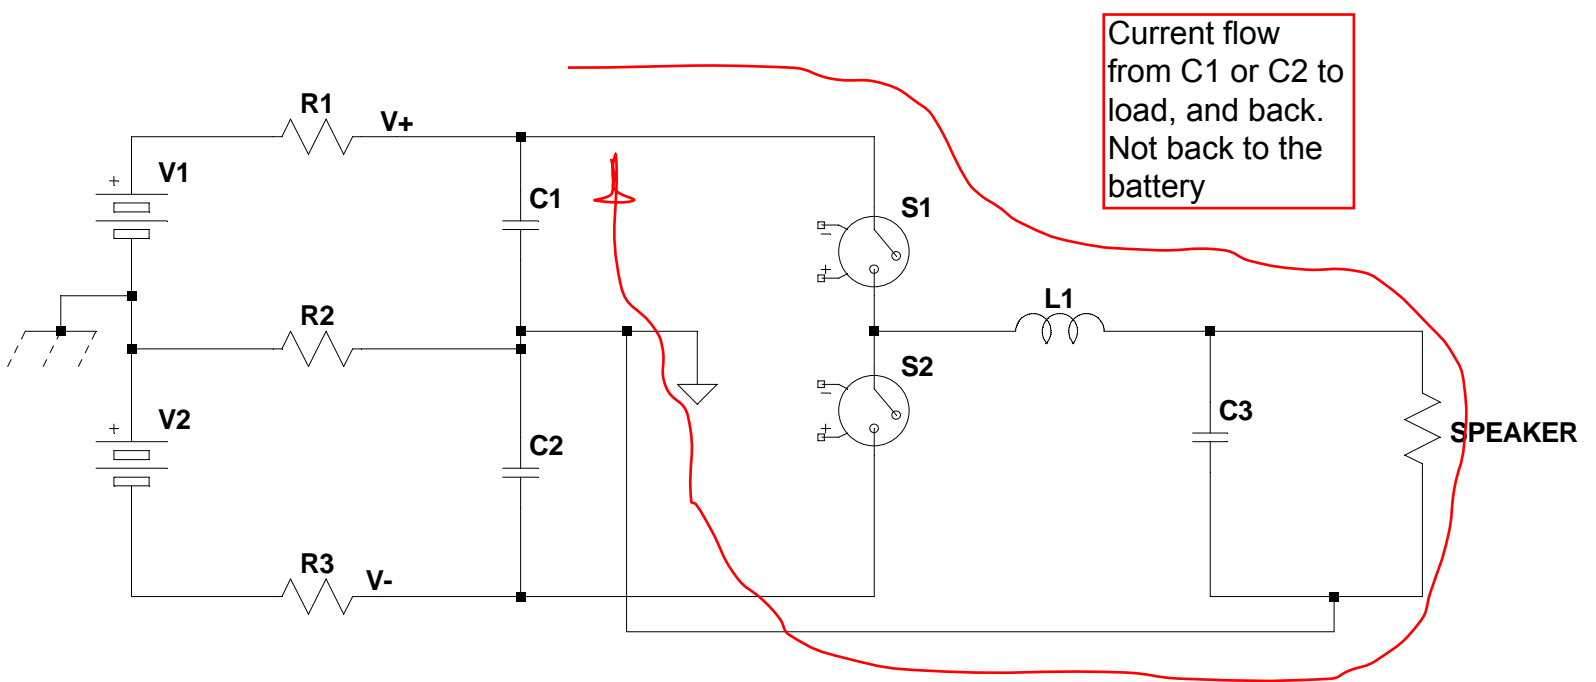 Current flow
from C1 or C2 to
load, and back.
Not back to the
battery
R1
V+
V1
C1
S1
R2
L1
S2
V2
C3
C2
SPEAKER
R3
V-